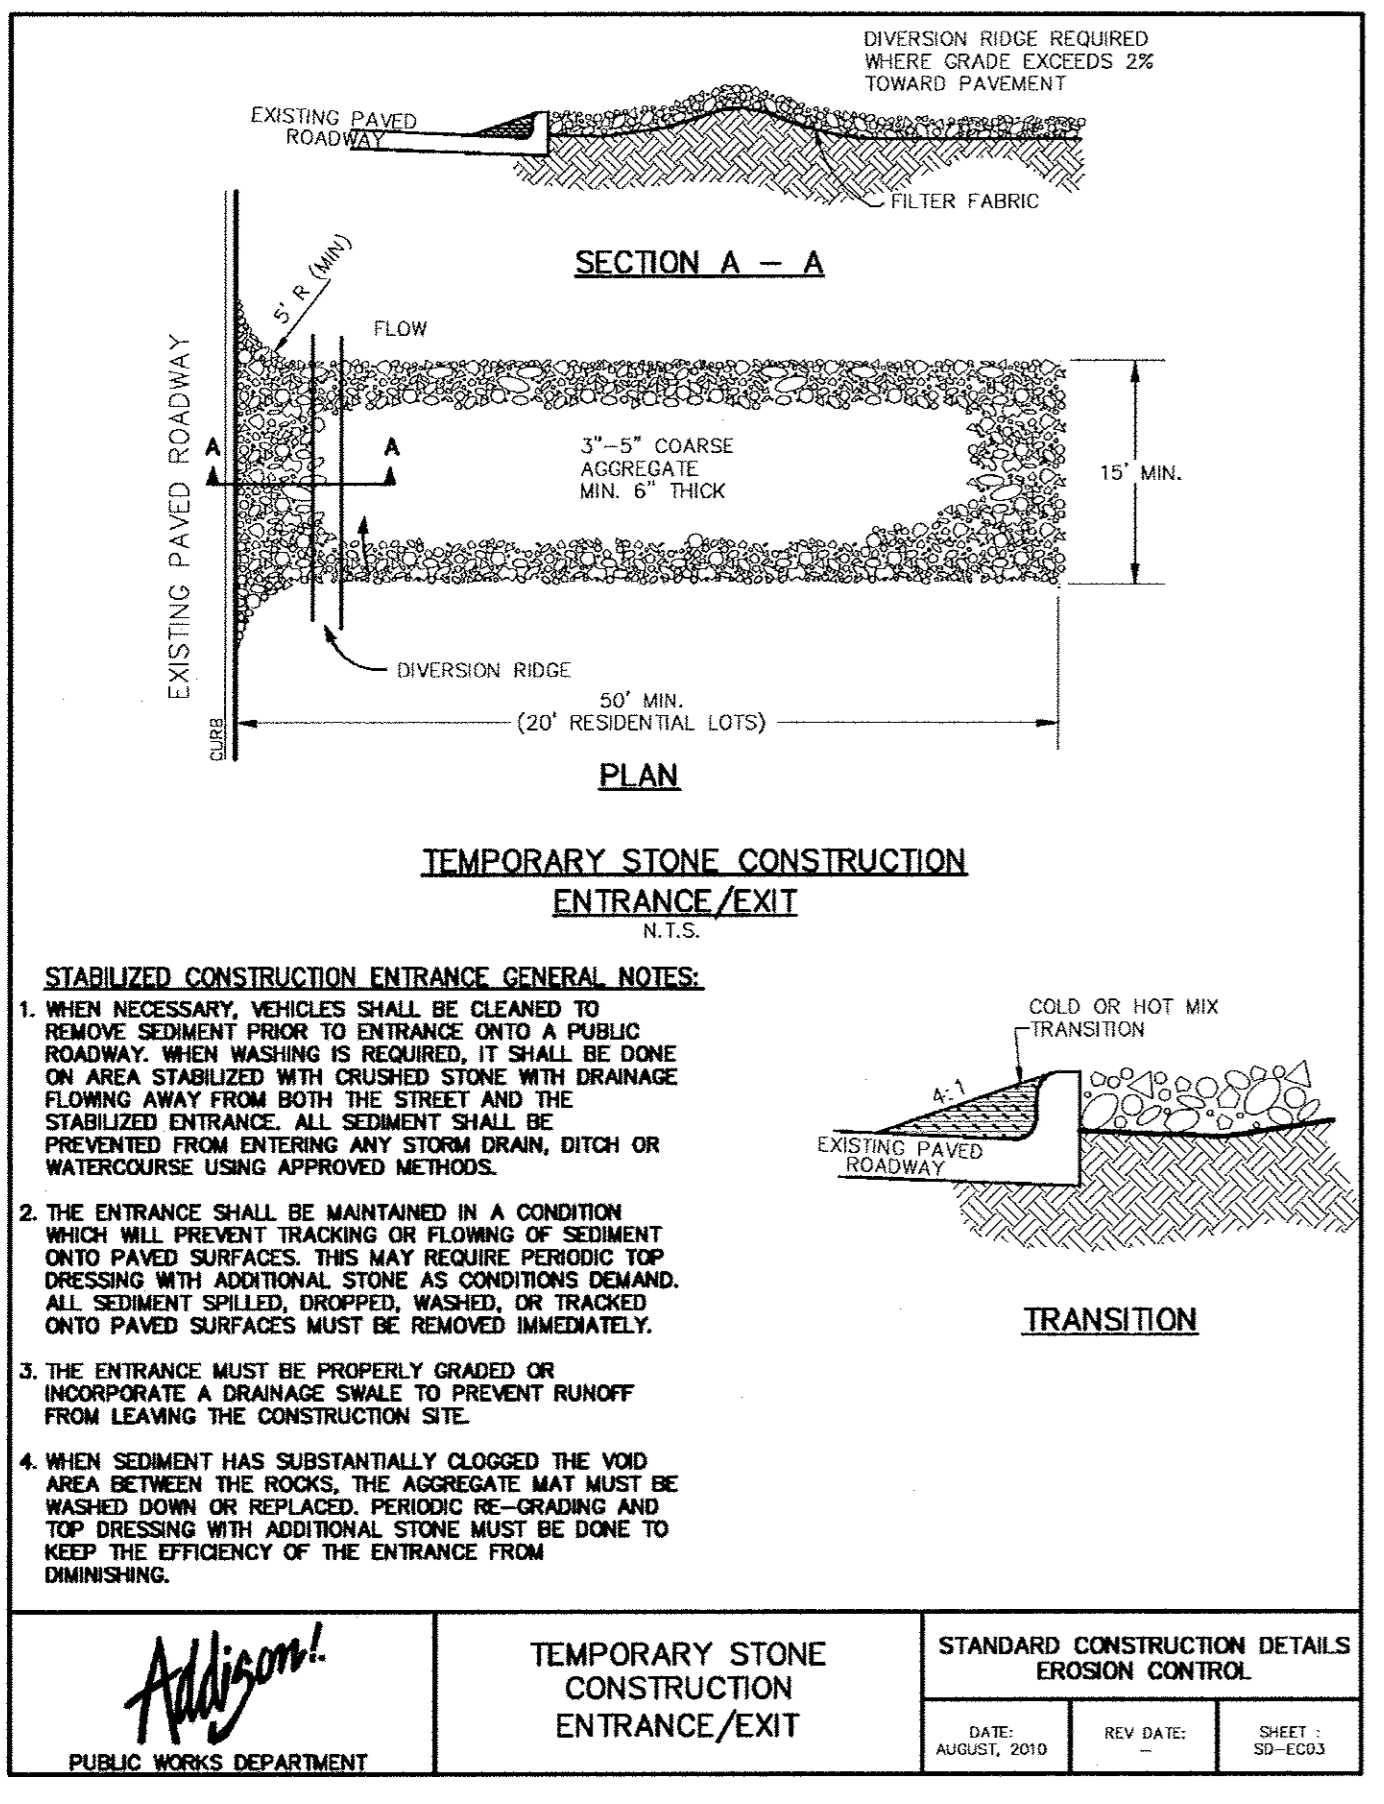 DIVERSION RIDGE REQUIRED
WHERE GRADE EXCEEDS 2%
TOWARD PAVEMENT
EXISTING PAVED
ROADWAY
FILTER FABRIC
SECTION A – A
5' R (MIN)
FLOW
EXISTING PAVED ROADWAY
A
A
3"–5" COARSE
AGGREGATE
MIN. 6" THICK
15' MIN.
DIVERSION RIDGE
50' MIN.
(20' RESIDENTIAL LOTS)
CURB
PLAN
TEMPORARY STONE CONSTRUCTION
ENTRANCE/EXIT
N.T.S.
STABILIZED CONSTRUCTION ENTRANCE GENERAL NOTES:
1. WHEN NECESSARY, VEHICLES SHALL BE CLEANED TO
REMOVE SEDIMENT PRIOR TO ENTRANCE ONTO A PUBLIC
ROADWAY. WHEN WASHING IS REQUIRED, IT SHALL BE DONE
ON AREA STABILIZED WITH CRUSHED STONE WITH DRAINAGE
FLOWING AWAY FROM BOTH THE STREET AND THE
STABILIZED ENTRANCE. ALL SEDIMENT SHALL BE
PREVENTED FROM ENTERING ANY STORM DRAIN, DITCH OR
WATERCOURSE USING APPROVED METHODS.
2. THE ENTRANCE SHALL BE MAINTAINED IN A CONDITION
WHICH WILL PREVENT TRACKING OR FLOWING OF SEDIMENT
ONTO PAVED SURFACES. THIS MAY REQUIRE PERIODIC TOP
DRESSING WITH ADDITIONAL STONE AS CONDITIONS DEMAND.
ALL SEDIMENT SPILLED, DROPPED, WASHED, OR TRACKED
ONTO PAVED SURFACES MUST BE REMOVED IMMEDIATELY.
3. THE ENTRANCE MUST BE PROPERLY GRADED OR
INCORPORATE A DRAINAGE SWALE TO PREVENT RUNOFF
FROM LEAVING THE CONSTRUCTION SITE.
4. WHEN SEDIMENT HAS SUBSTANTIALLY CLOGGED THE VOID
AREA BETWEEN THE ROCKS, THE AGGREGATE MAT MUST BE
WASHED DOWN OR REPLACED. PERIODIC RE–GRADING AND
TOP DRESSING WITH ADDITIONAL STONE MUST BE DONE TO
KEEP THE EFFICIENCY OF THE ENTRANCE FROM
DIMINISHING.
COLD OR HOT MIX
TRANSITION
4:1
EXISTING PAVED
ROADWAY
TRANSITION
Addison!
PUBLIC WORKS DEPARTMENT
TEMPORARY STONE
CONSTRUCTION
ENTRANCE/EXIT
STANDARD CONSTRUCTION DETAILS
EROSION CONTROL
DATE:
AUGUST, 2010
REV DATE:
–
SHEET :
SD–EC03